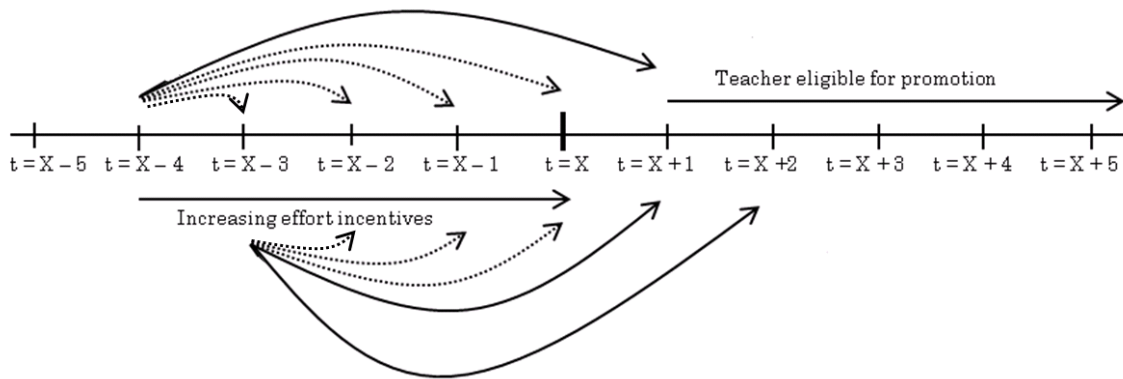 Teacher eligible for promotion
t = X – 5 t = X – 4 t = X – 3 t = X – 2 t = X – 1 t = X t = X + 1 t = X + 2 t = X + 3 t = X + 4 t = X + 5
Increasing effort incentives